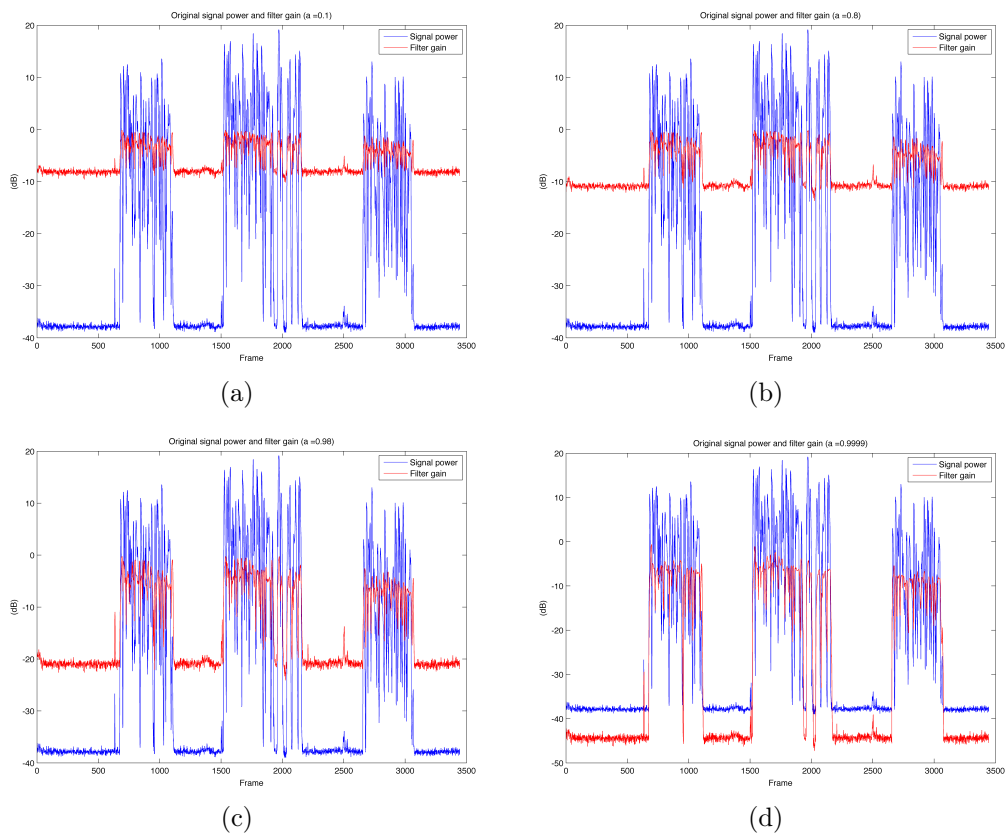 Original signal power and filter gain (a =0.1)
20
10
0
-10
-20
-30
-40
(dB)
Signal power
Filter gain
0 500 1000 1500 2000 2500 3000 3500
Frame
(a)
Original signal power and filter gain (a =0.8)
20
10
0
-10
-20
-30
-40
(dB)
Signal power
Filter gain
0 500 1000 1500 2000 2500 3000 3500
Frame
(b)
Original signal power and filter gain (a =0.98)
20
10
0
-10
-20
-30
-40
(dB)
Signal power
Filter gain
0 500 1000 1500 2000 2500 3000 3500
Frame
(c)
Original signal power and filter gain (a =0.9999)
20
10
0
-10
-20
-30
-40
-50
(dB)
Signal power
Filter gain
0 500 1000 1500 2000 2500 3000 3500
Frame
(d)